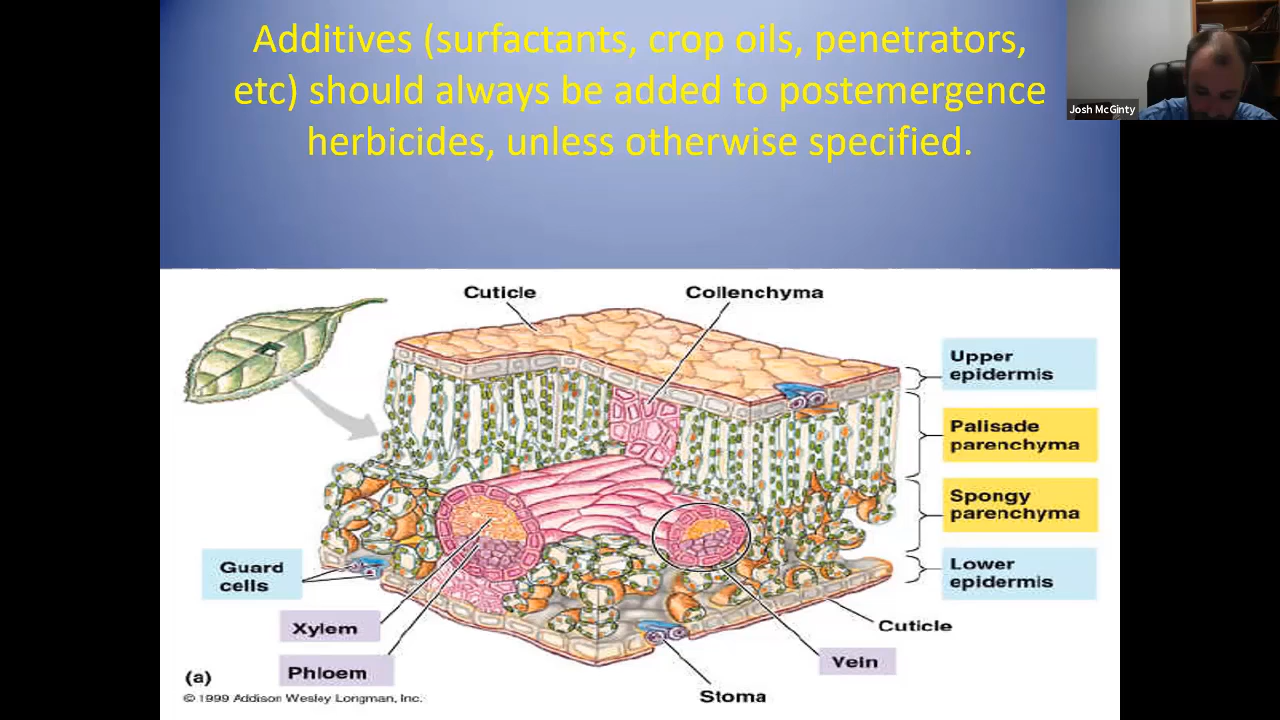 Additives (surfactants, crop oils, penetrators,
etc) should always be added to postemergence
herbicides, unless otherwise specified.
Josh McGinty
Cuticle
Collenchyma
Upper
epidermis
Palisade
parenchyma
Spongy
parenchyma
Lower
epidermis
Guard
cells
Xylem
Phloem
Cuticle
Vein
Stoma
(a)
© 1999 Addison Wesley Longman, Inc.